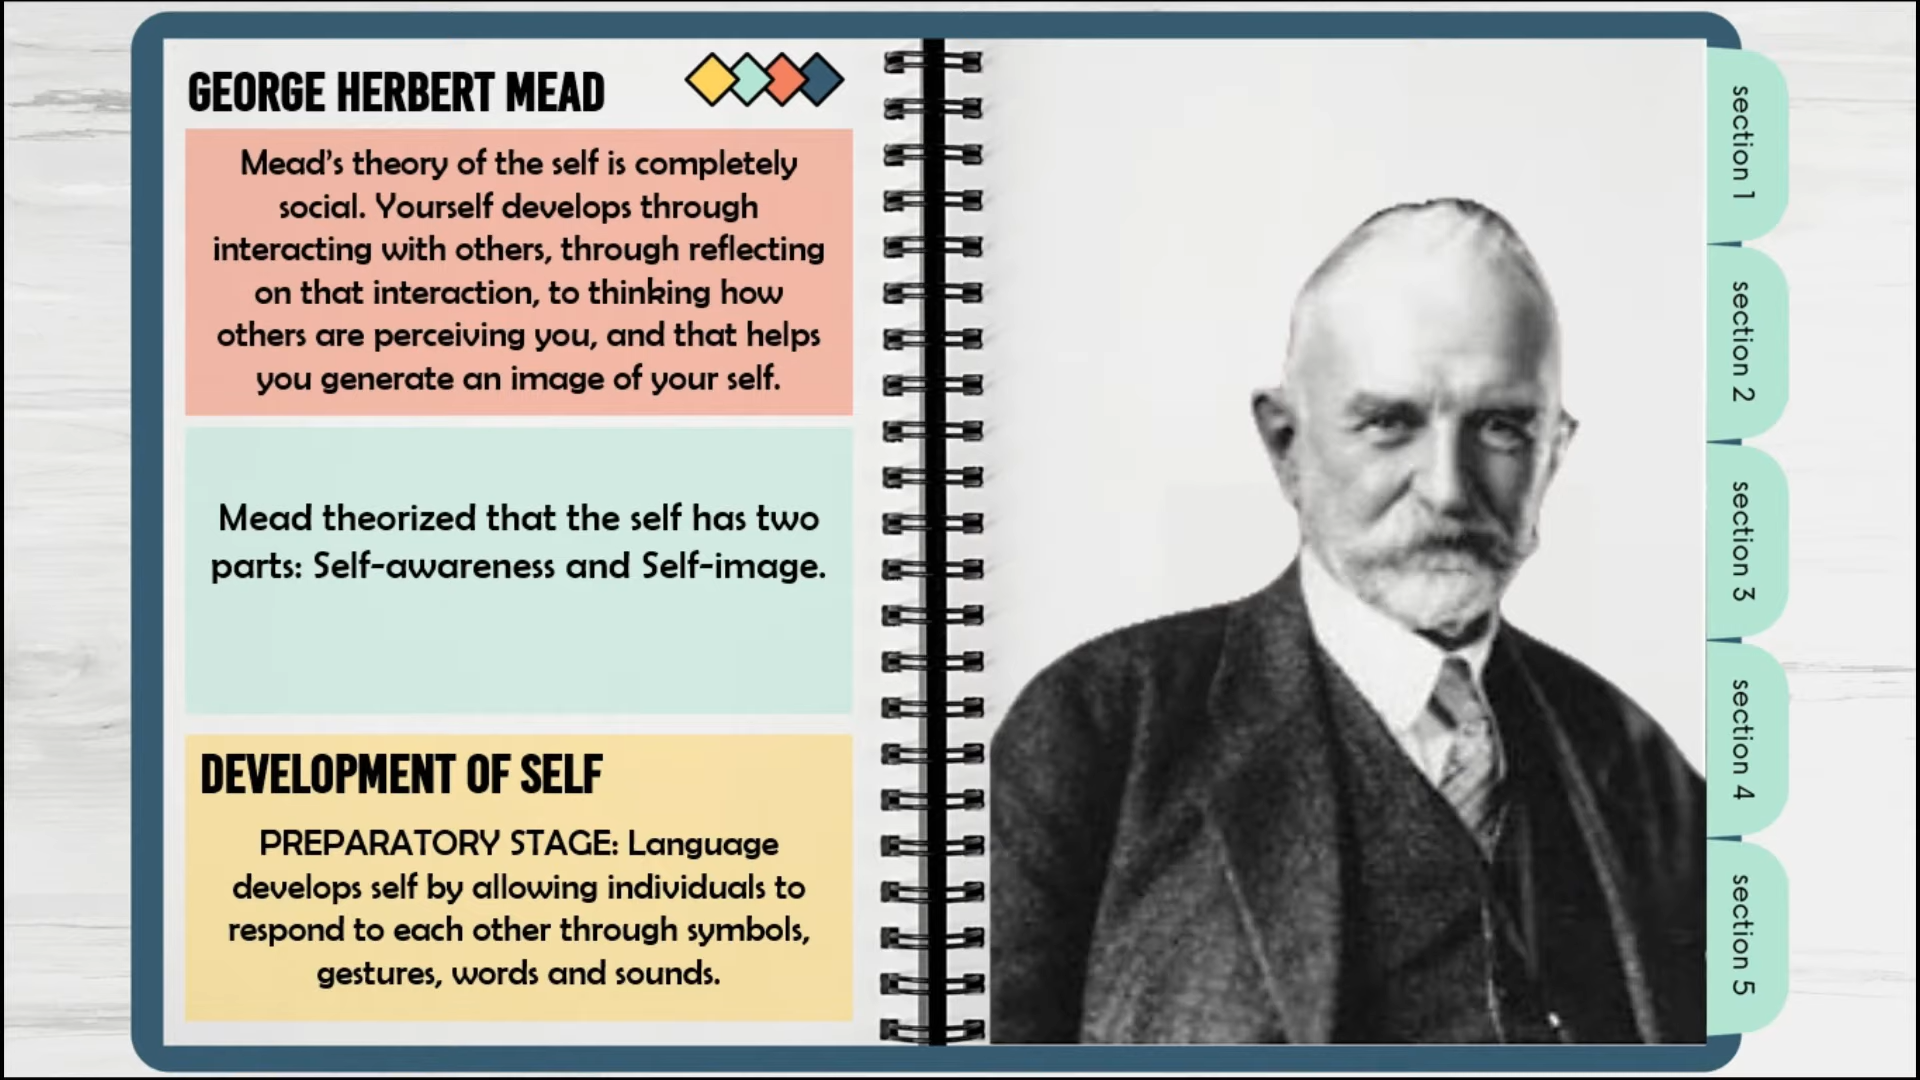 GEORGE HERBERT MEAD
Mead's theory of the self is completely
social. Yourself develops through
interacting with others, through reflecting
on that interaction, to thinking how
others are perceiving you, and that helps
you generate an image of your self.
Mead theorized that the self has two
parts: Self-awareness and Self-image.
DEVELOPMENT OF SELF
PREPARATORY STAGE: Language
develops self by allowing individuals to
respond to each other through symbols,
gestures, words and sounds.
section 1
section 2
section 3
section 4
section 5